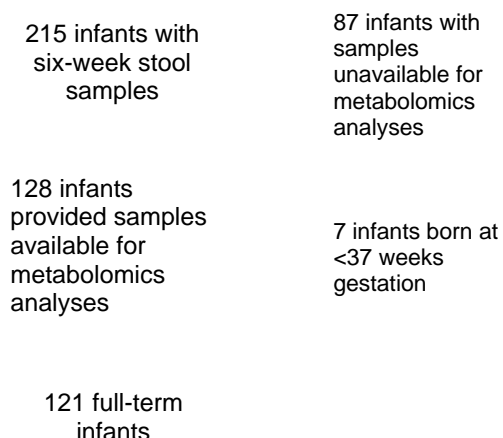 215 infants with
six-week stool
samples
87 infants with
samples
unavailable for
metabolomics
analyses
128 infants
provided samples
available for
metabolomics
analyses
7 infants born at
<37 weeks
gestation
121 full-term
infants